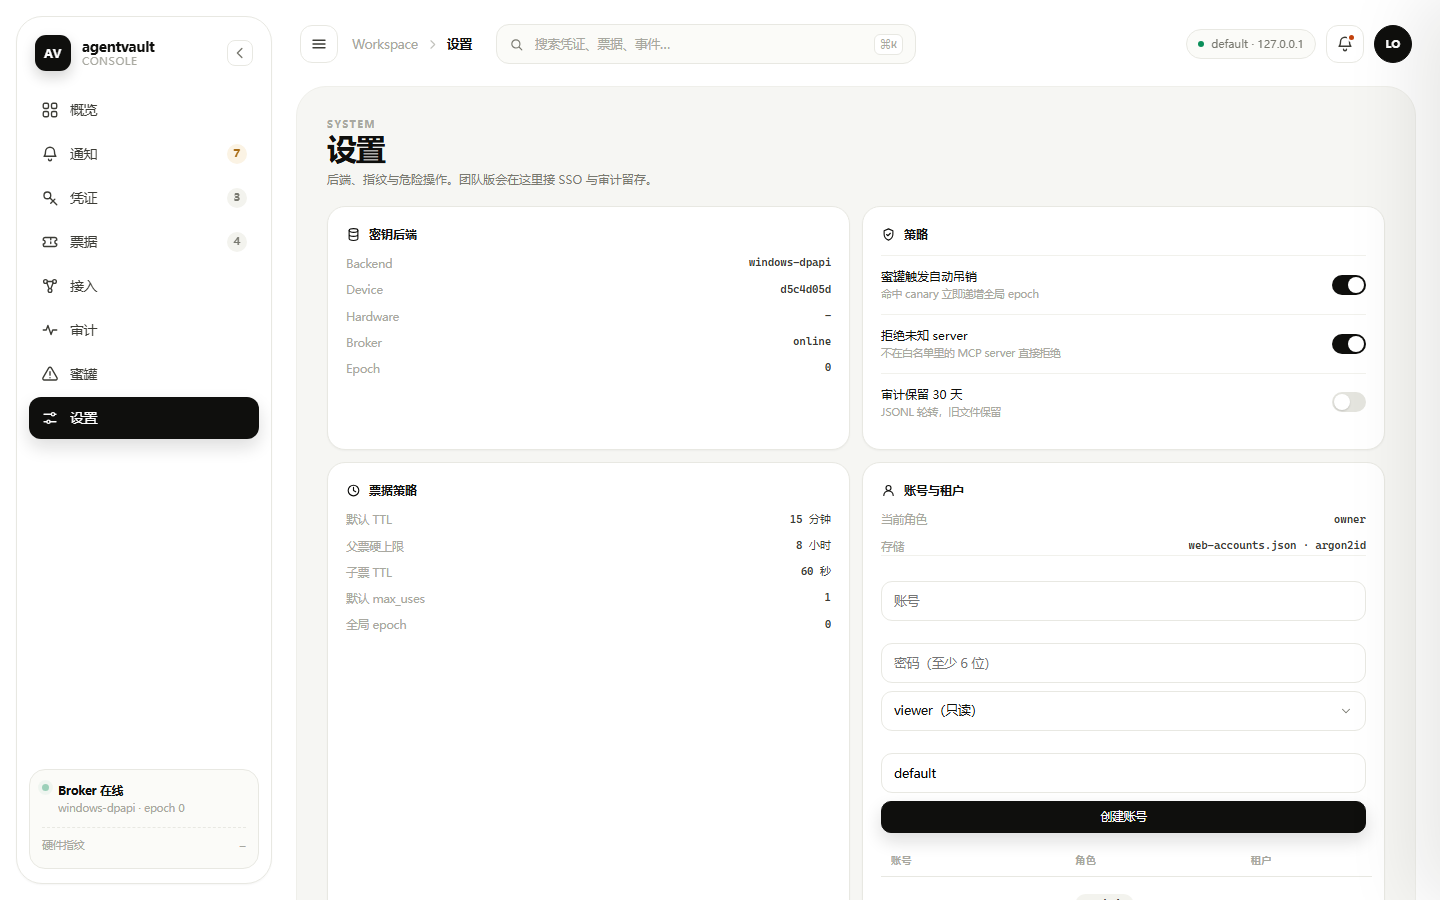 AV
agentvault
CONSOLE
概览
通知
7
凭证
3
票据
4
接入
审计
蜜罐
设置
Broker 在线
windows-dpapi · epoch 0
硬件指纹
–
Workspace
设置
搜索凭证、票据、事件...
⌘K
default · 127.0.0.1
LO
SYSTEM
设置
后端、指纹与危险操作。团队版会在这里接 SSO 与审计留存。
密钥后端
Backend
windows-dpapi
Device
d5c4d05d
Hardware
–
Broker
online
Epoch
0
策略
蜜罐触发自动吊销
命中 canary 立即递增全局 epoch
拒绝未知 server
不在白名单里的 MCP server 直接拒绝
审计保留 30 天
JSONL 轮转，旧文件保留
票据策略
默认 TTL
15 分钟
父票硬上限
8 小时
子票 TTL
60 秒
默认 max_uses
1
全局 epoch
0
账号与租户
当前角色
owner
存储
web-accounts.json · argon2id
账号
密码（至少 6 位）
viewer（只读）
default
创建账号
账号
角色
租户